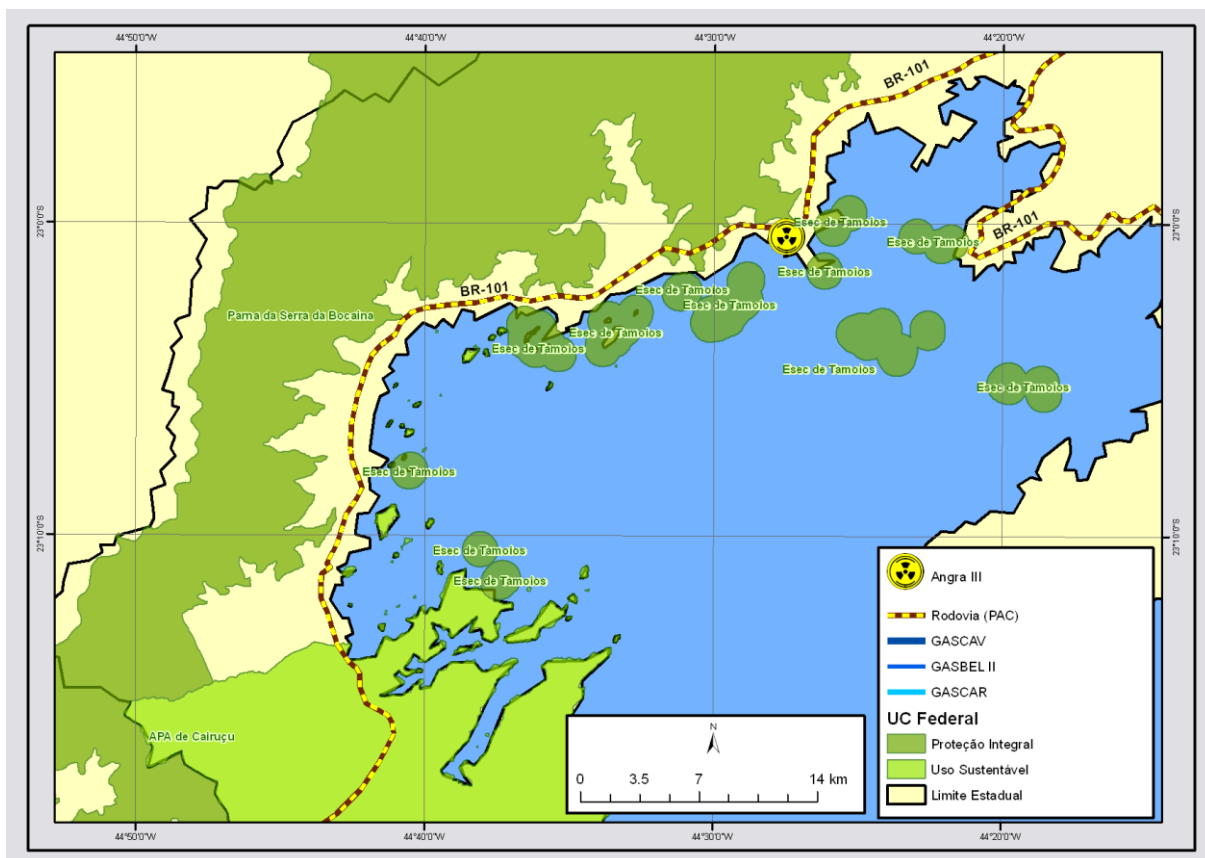 44°50'0"W 44°40'0"W 44°30'0"W 44°20'0"W
BR-101
23°0'0"S
23°0'0"S
Esec de Tamoios
Esec de Tamoios
BR-101
Esec de Tamoios
BR-101
Esec de Tamoios
Esec de Tamoios
Parna da Serra da Bocaina
Esec de Tamoios
Esec de Tamoios
Esec de Tamoios
Esec de Tamoios
Esec de Tamoios
23°10'0"S
23°10'0"S
Esec de Tamoios
Esec de Tamoios
APA de Cairuçu
Angra III
Rodovia (PAC)
GASCAV
GASBEL II
GASCAR
UC Federal
Proteção Integral
Uso Sustentável
Limite Estadual
N
0 3.5 7 14 km
44°50'0"W 44°40'0"W 44°30'0"W 44°20'0"W